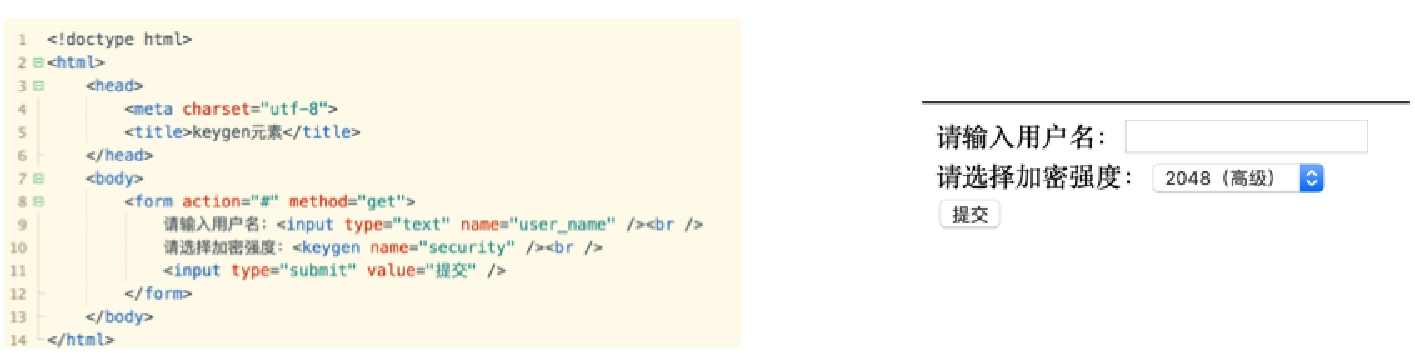 1 <!doctype html>
2 <html>
3 <head>
4 <meta charset="utf-8">
5 <title>keygen元素</title>
6 </head>
7 <body>
8 <form action="#" method="get">
9 请输入用户名：<input type="text" name="user_name" /><br />
10 请选择加密强度：<keygen name="security" /><br />
11 <input type="submit" value="提交" />
12 </form>
13 </body>
14 </html>
请输入用户名：
请选择加密强度： 2048（高级）
提交